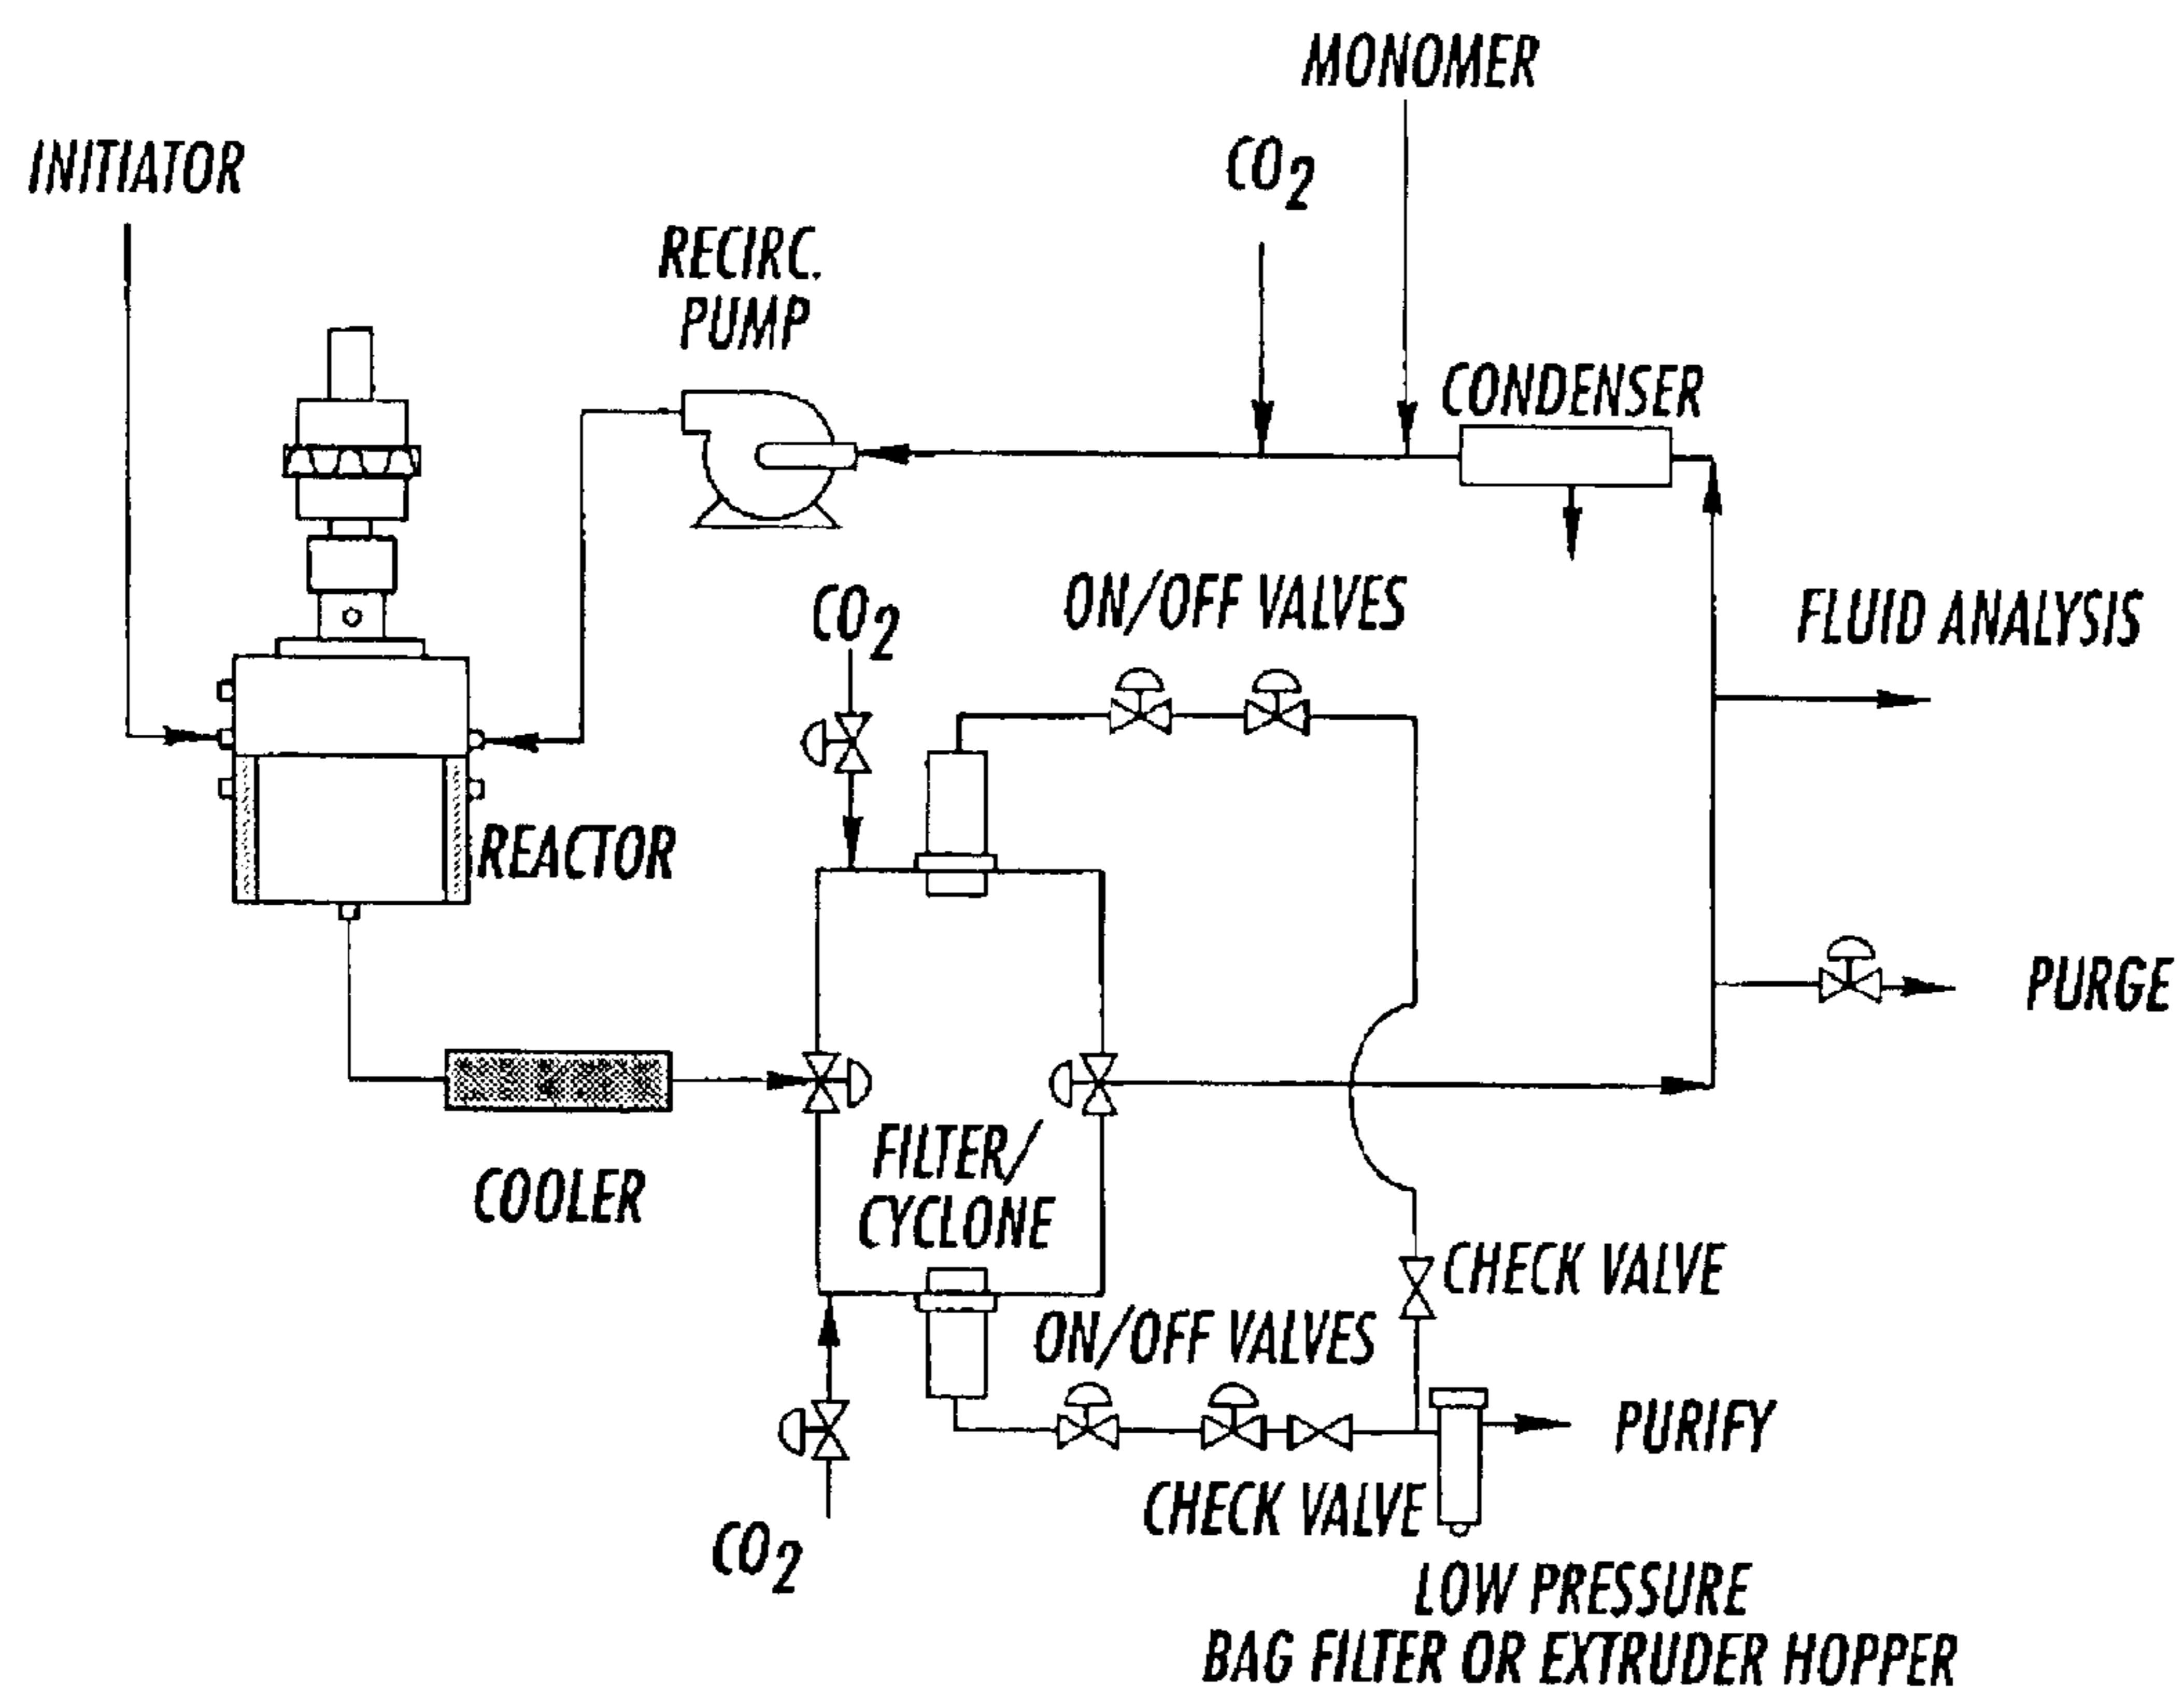 MONOMER
CO2
INITIATOR
RECIRC.
PUMP
CONDENSER
CO2
ON/OFF VALVES
FLUID ANALYSIS
REACTOR
PURGE
FILTER/
CYCLONE
COOLER
CHECK VALVE
ON/OFF VALVES
PURIFY
CHECK VALVE
CO2
LOW PRESSURE
BAG FILTER OR EXTRUDER HOPPER